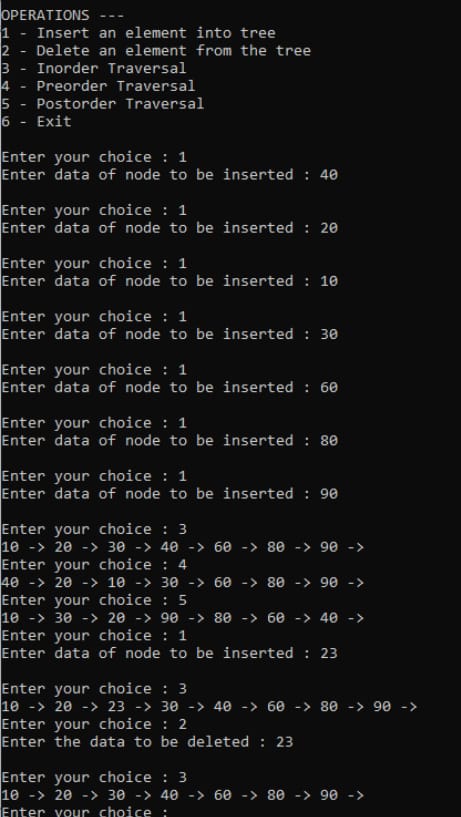 OPERATIONS ---
1 - Insert an element into tree
2 - Delete an element from the tree
3 - Inorder Traversal
4 - Preorder Traversal
5 - Postorder Traversal
6 - Exit
Enter your choice : 1
Enter data of node to be inserted : 40
Enter your choice : 1
Enter data of node to be inserted : 20
Enter your choice : 1
Enter data of node to be inserted : 10
Enter your choice : 1
Enter data of node to be inserted : 30
Enter your choice : 1
Enter data of node to be inserted : 60
Enter your choice : 1
Enter data of node to be inserted : 80
Enter your choice : 1
Enter data of node to be inserted : 90
Enter your choice : 3
10 -> 20 -> 30 -> 40 -> 60 -> 80 -> 90 ->
Enter your choice : 4
40 -> 20 -> 10 -> 30 -> 60 -> 80 -> 90 ->
Enter your choice : 5
10 -> 30 -> 20 -> 90 -> 80 -> 60 -> 40 ->
Enter your choice : 1
Enter data of node to be inserted : 23
Enter your choice : 3
10 -> 20 -> 23 -> 30 -> 40 -> 60 -> 80 -> 90 ->
Enter your choice : 2
Enter the data to be deleted : 23
Enter your choice : 3
10 -> 20 -> 30 -> 40 -> 60 -> 80 -> 90 ->
Enter your choice :